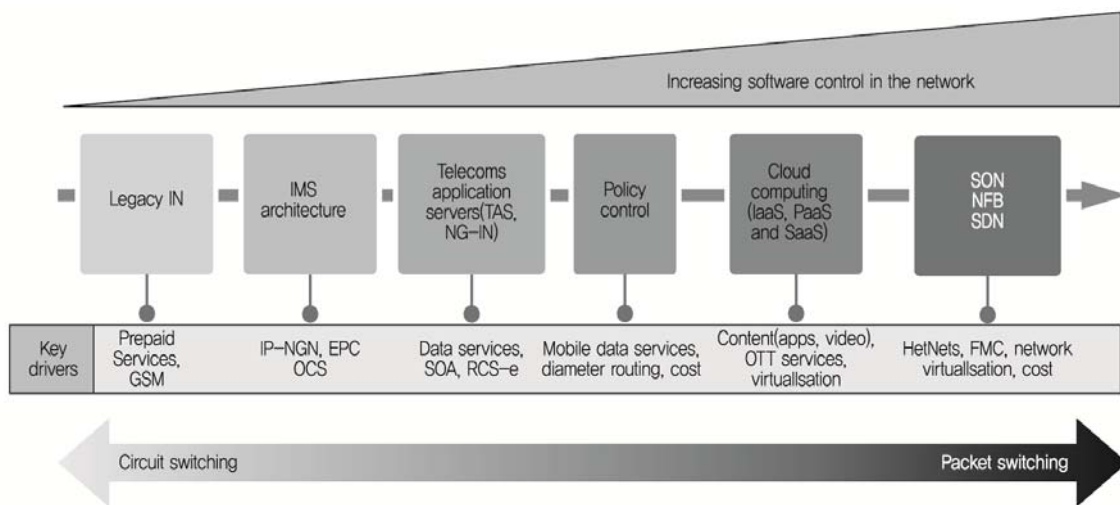 Increasing software control in the network
Legacy IN
IMS
architecture
Telecoms
application
servers(TAS,
NG-IN)
Policy
control
Cloud
computing
(IaaS, PaaS
and SaaS)
SON
NFB
SDN
Key
drivers
Prepaid
Services,
GSM
IP-NGN, EPC
OCS
Data services,
SOA, RCS-e
Mobile data services,
diameter routing, cost
Content(apps, video),
OTT services,
virtuallsation
HetNets, FMC, network
virtuallsation, cost
Circuit switching
Packet switching